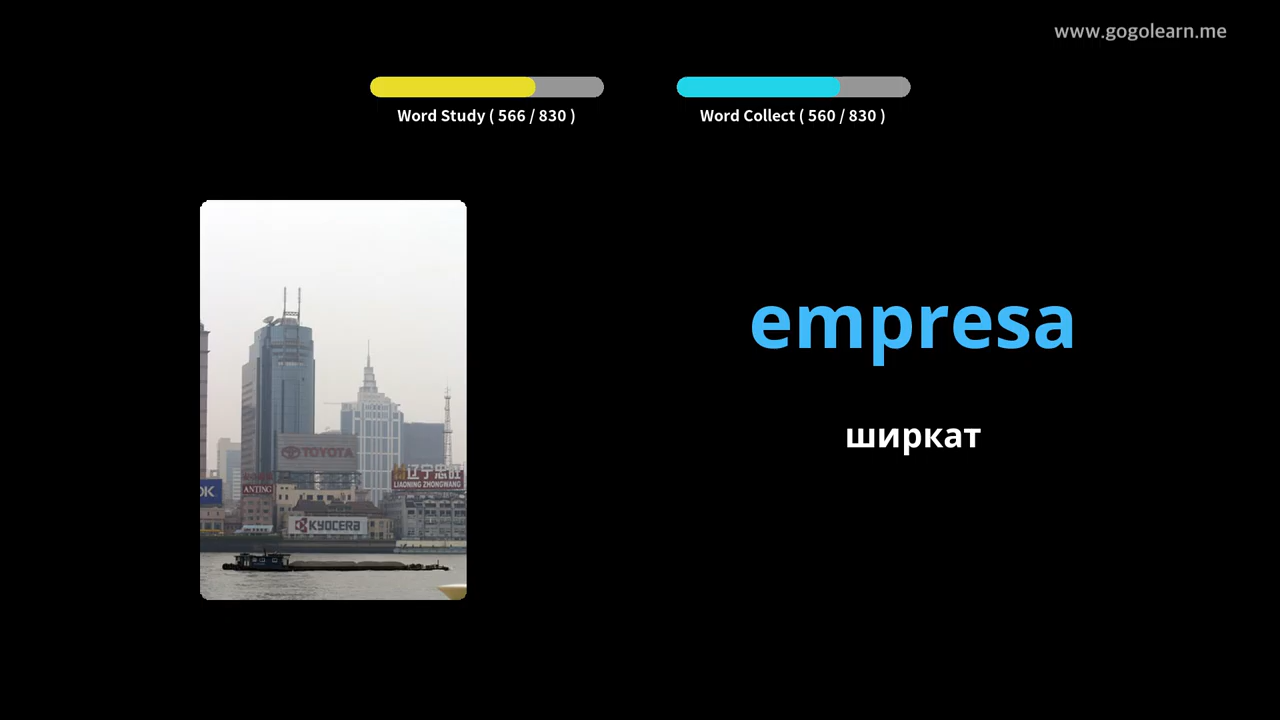 www.gogolearn.me
Word Study ( 566 / 830 )
Word Collect ( 560 / 830 )
empresa
ширкат
TOYOTA
辽宁忠旺
LIAONING ZHONGWANG
OK
ANTING
KYOCERA